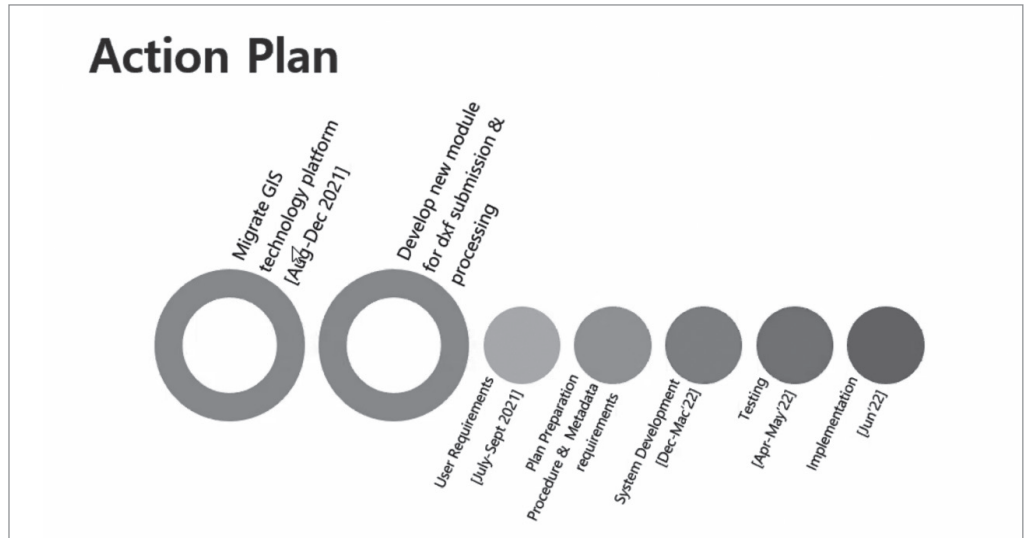 Action Plan
Migrate GIS
technology platform
[Aug-Dec 2021]
Develop new module
for dxf submission &
processing
User Requirements
[July-Sept 2021]
Plan Preparation
Procedure & Metadata
requirements
System Development
[Dec-Mac'22]
Testing
[Apr-May'22]
Implementation
[Jun'22]